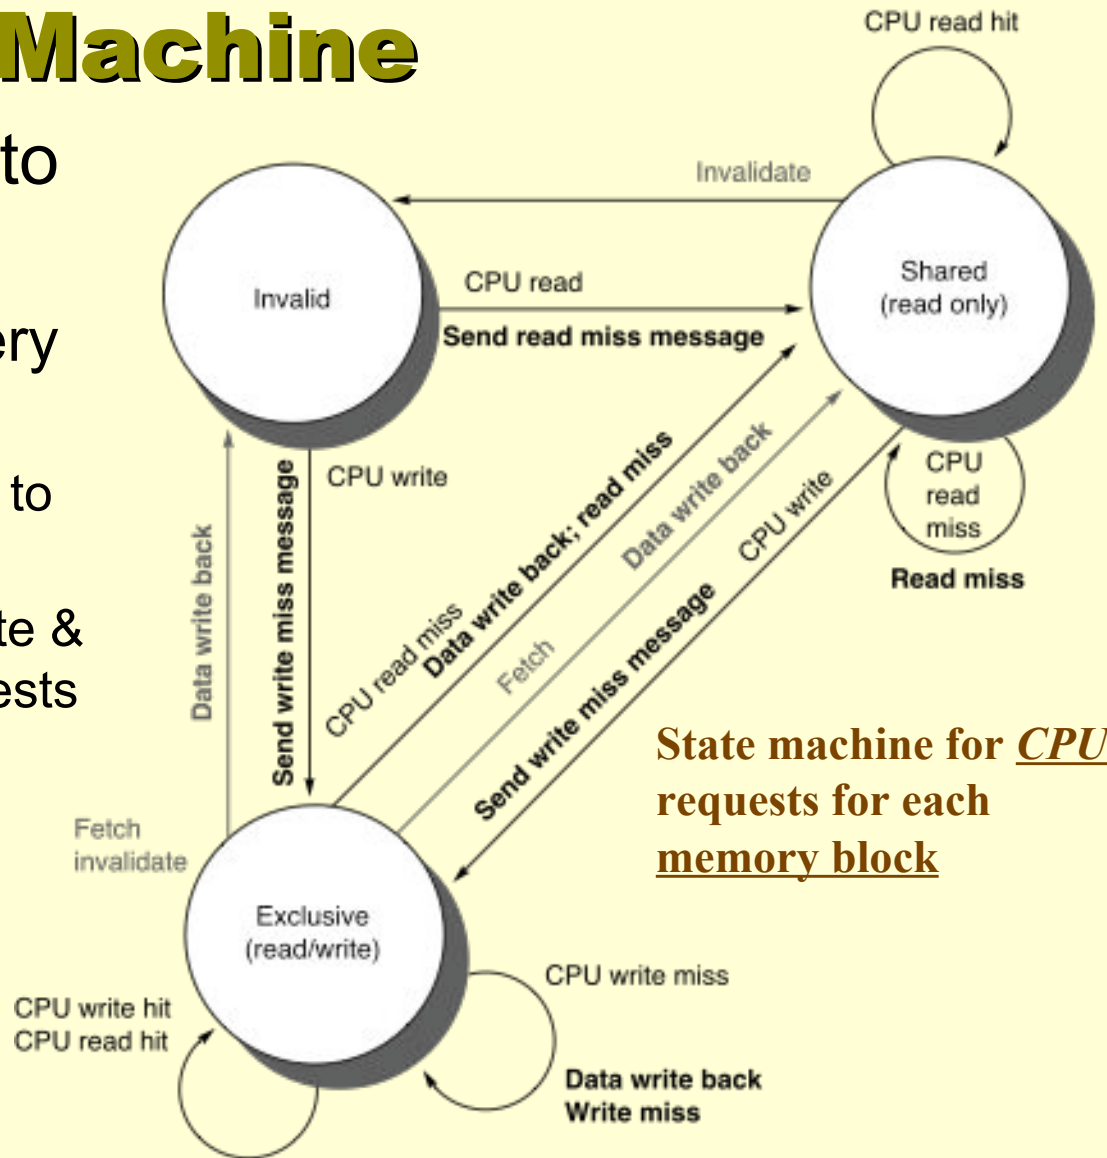 Machine
to
ery
to
te &
ests
CPU read hit
Invalidate
Invalid
CPU read
Send read miss message
Shared
(read only)
CPU write
Send write miss message
Data write back
CPU read miss
Data write back; read miss
Fetch
Data write back
CPU write
Send write miss message
CPU
read
miss
Read miss
State machine for CPU
requests for each
memory block
Fetch
invalidate
Exclusive
(read/write)
CPU write hit
CPU read hit
CPU write miss
Data write back
Write miss